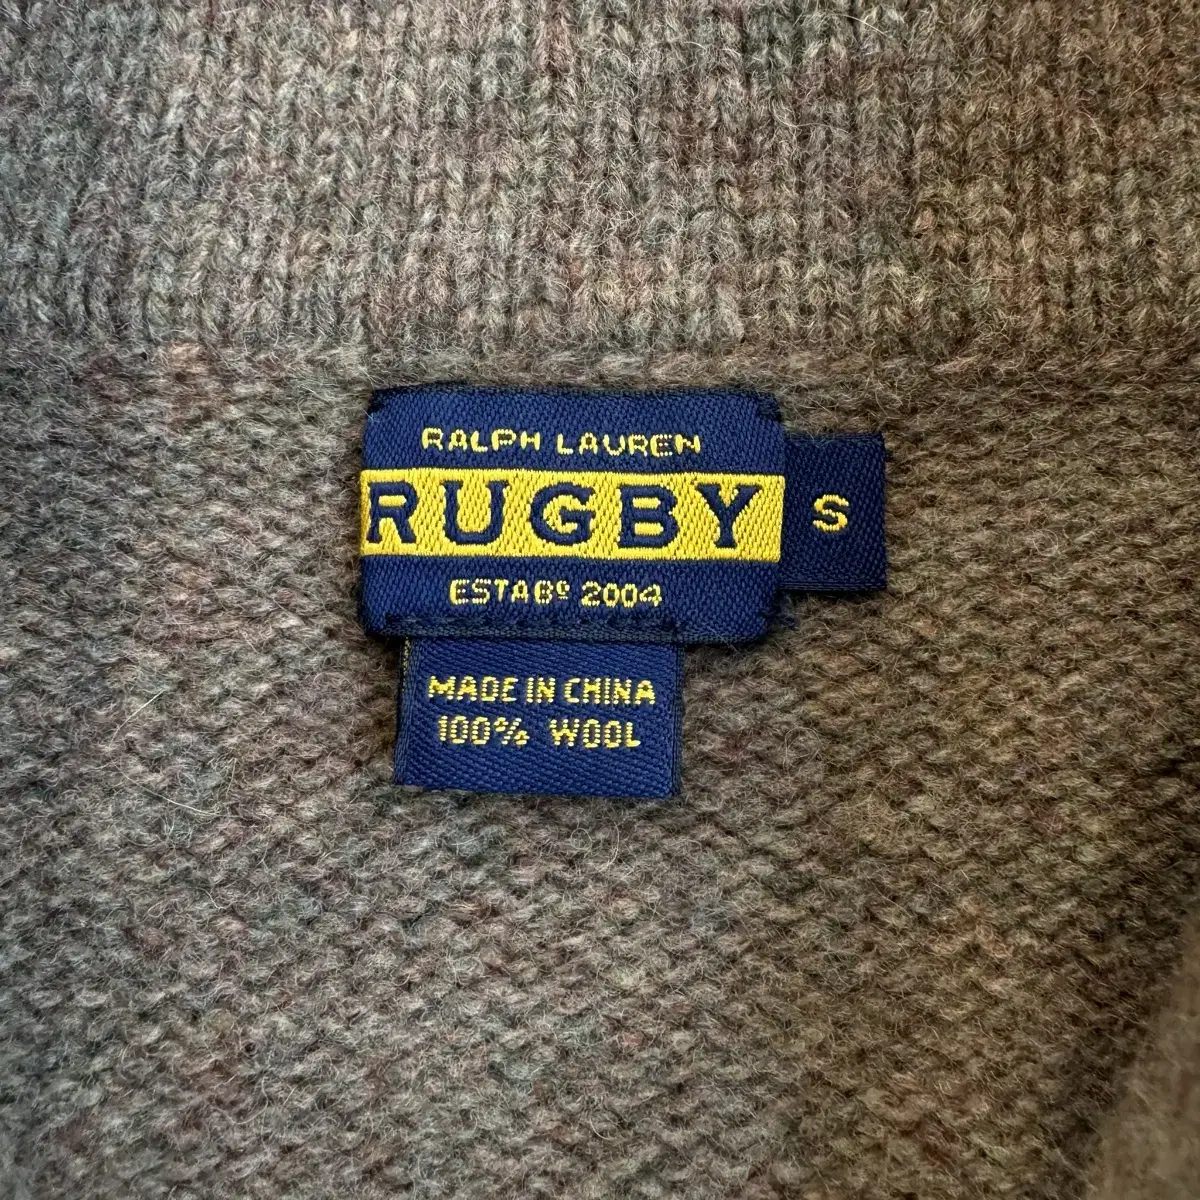 RALPH LAUREN
RUGBY
S
ESTABº 2004
MADE IN CHINA
100% WOOL